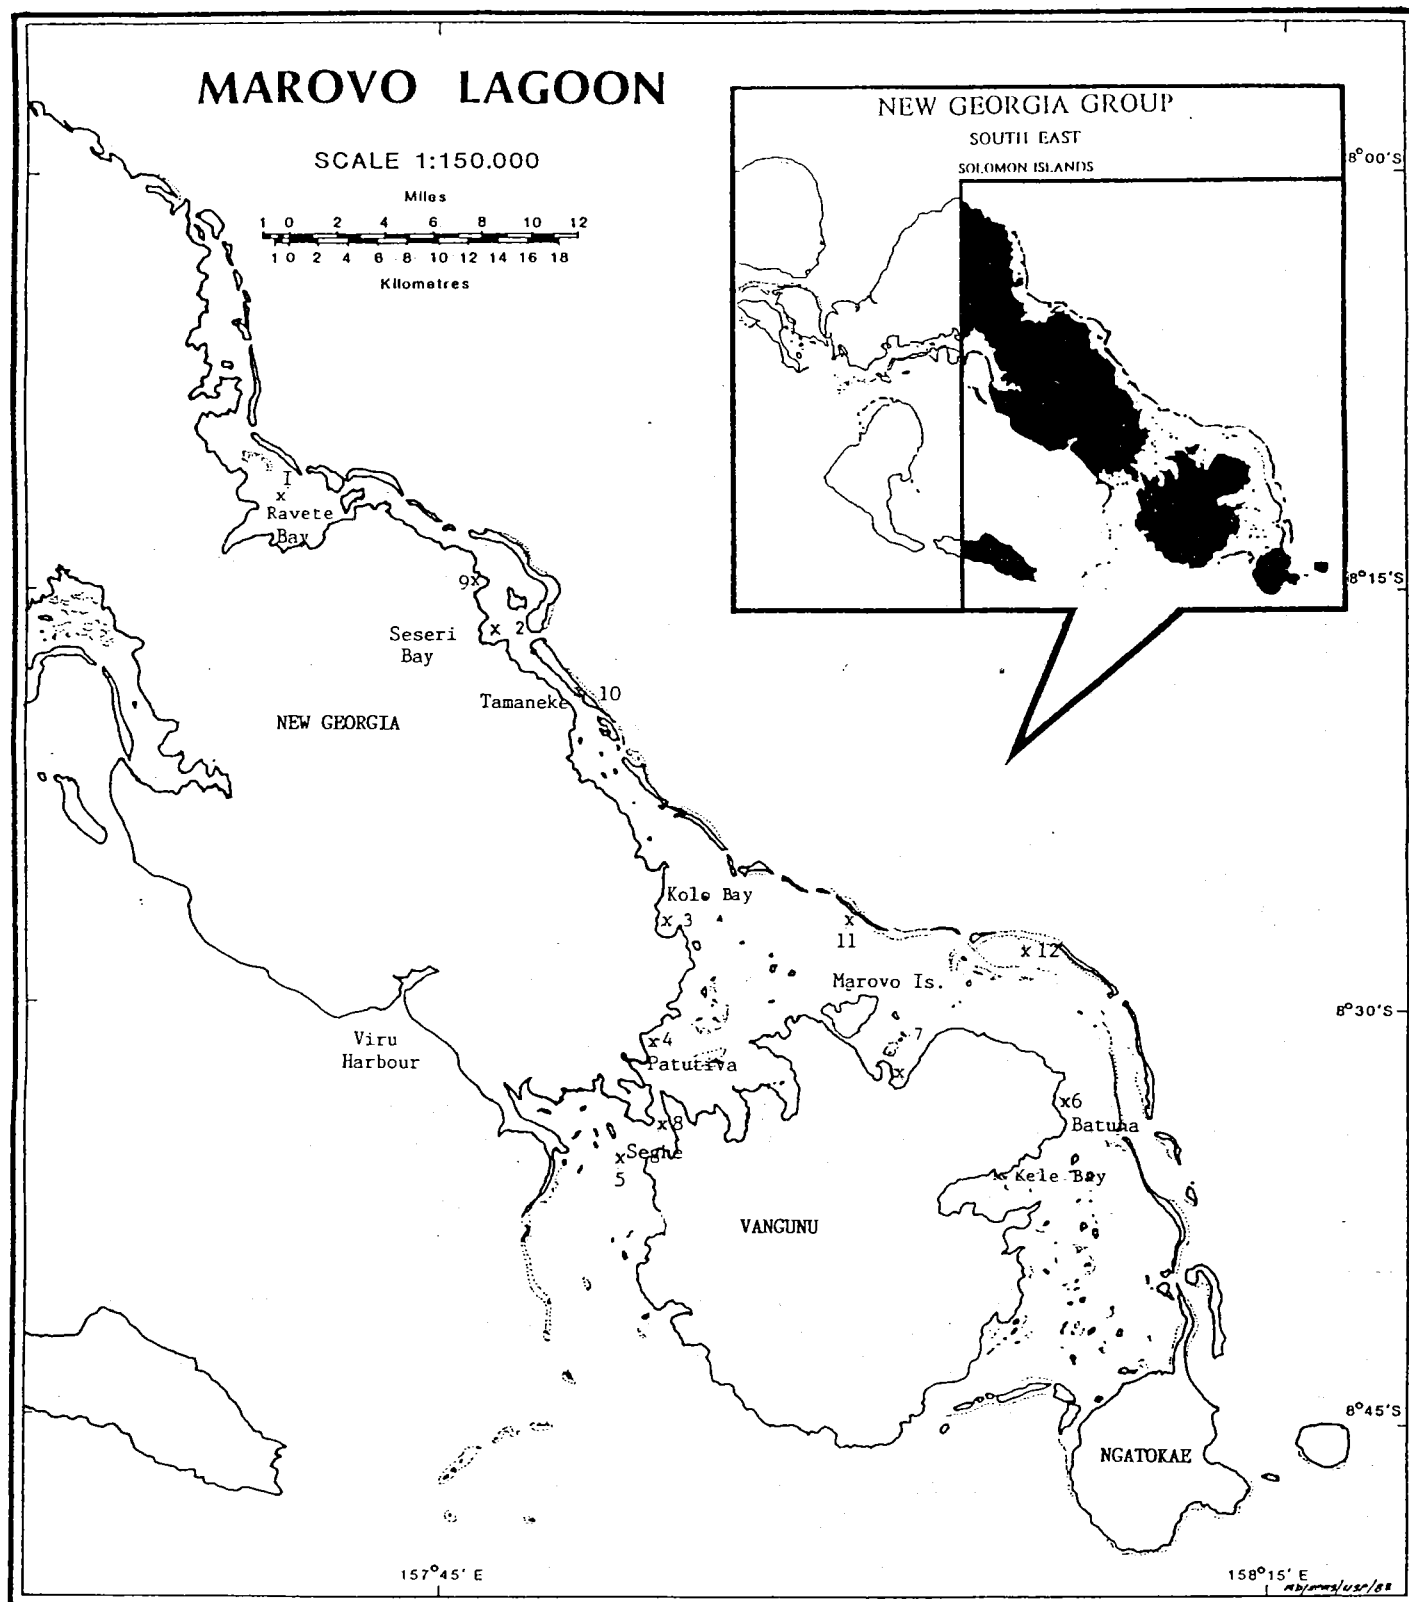 MAROVO LAGOON
SCALE 1:150.000
Miles
1 0 2 4 6 8 10 12
1 0 2 4 6 8 10 12 14 16 18
Kilometres
NEW GEORGIA GROUP
SOUTH EAST
SOLOMON ISLANDS
8°00'S
8°15'S
8°30'S
8°45'S
1
x
Ravete
Bay
9x
x 2
Seseri
Bay
Tamaneke
10
NEW GEORGIA
Kolo Bay
x 3
x
11
x12
Marovo Is.
Viru
Harbour
x4
Patutiva
7
x
x6
Batuna
x8
Seghe
x
5
x Kele Bay
VANGUNU
NGATOKAE
157°45' E
158°15' E